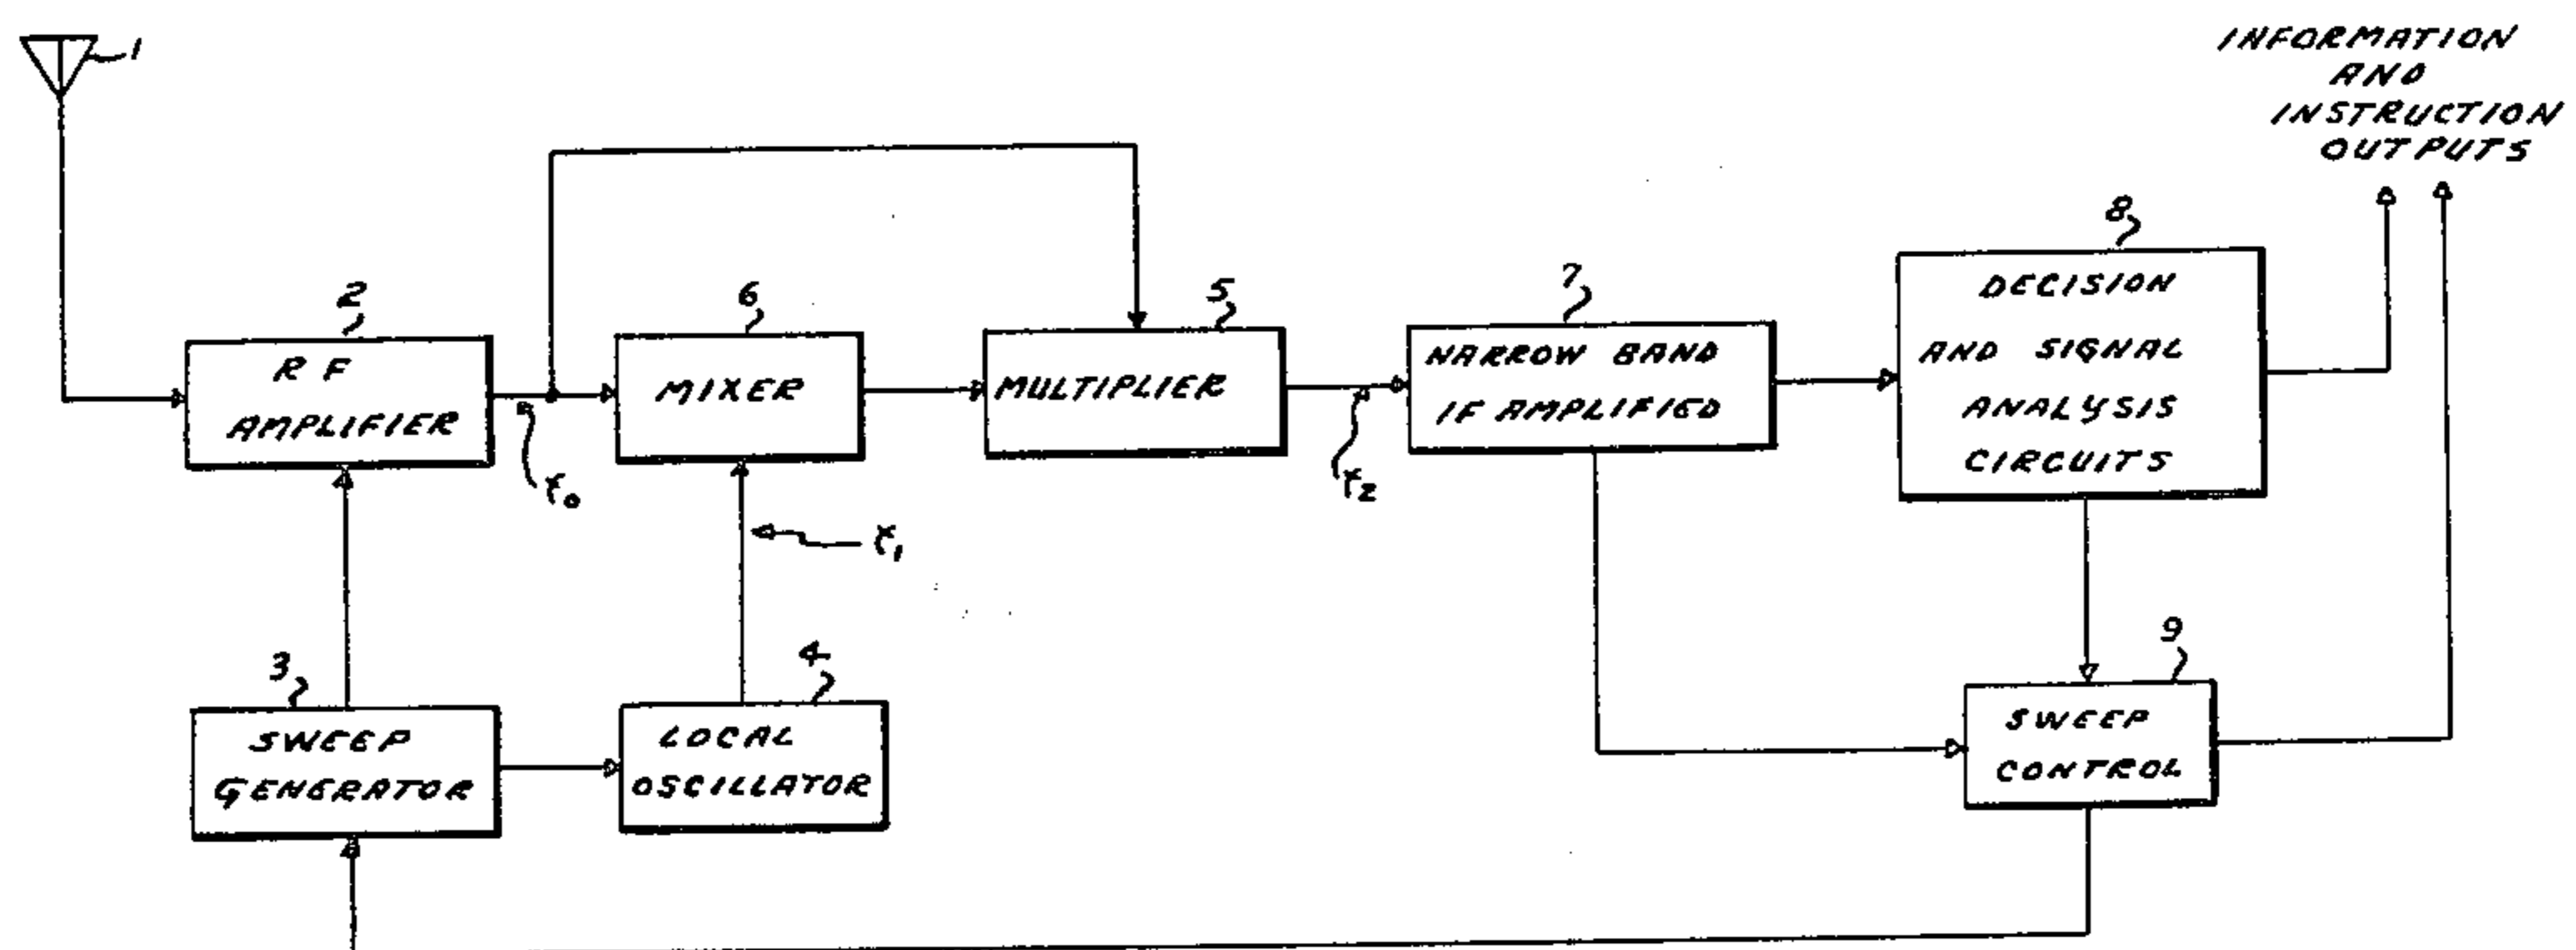 1
INFORMATION
AND
INSTRUCTION
OUTPUTS
2
RF
AMPLIFIER
6
MIXER
5
MULTIPLIER
7
NARROW BAND
IF AMPLIFIED
8
DECISION
AND SIGNAL
ANALYSIS
CIRCUITS
f₀
f₂
f₁
3
SWEEP
GENERATOR
4
LOCAL
OSCILLATOR
9
SWEEP
CONTROL